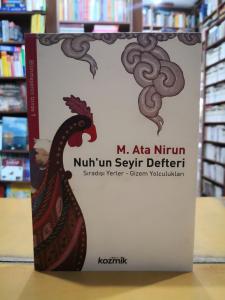 M. Ata Nirun
Nuh'un Seyir Defteri
Sıradışı Yerler - Gizem Yolculukları
kozmik